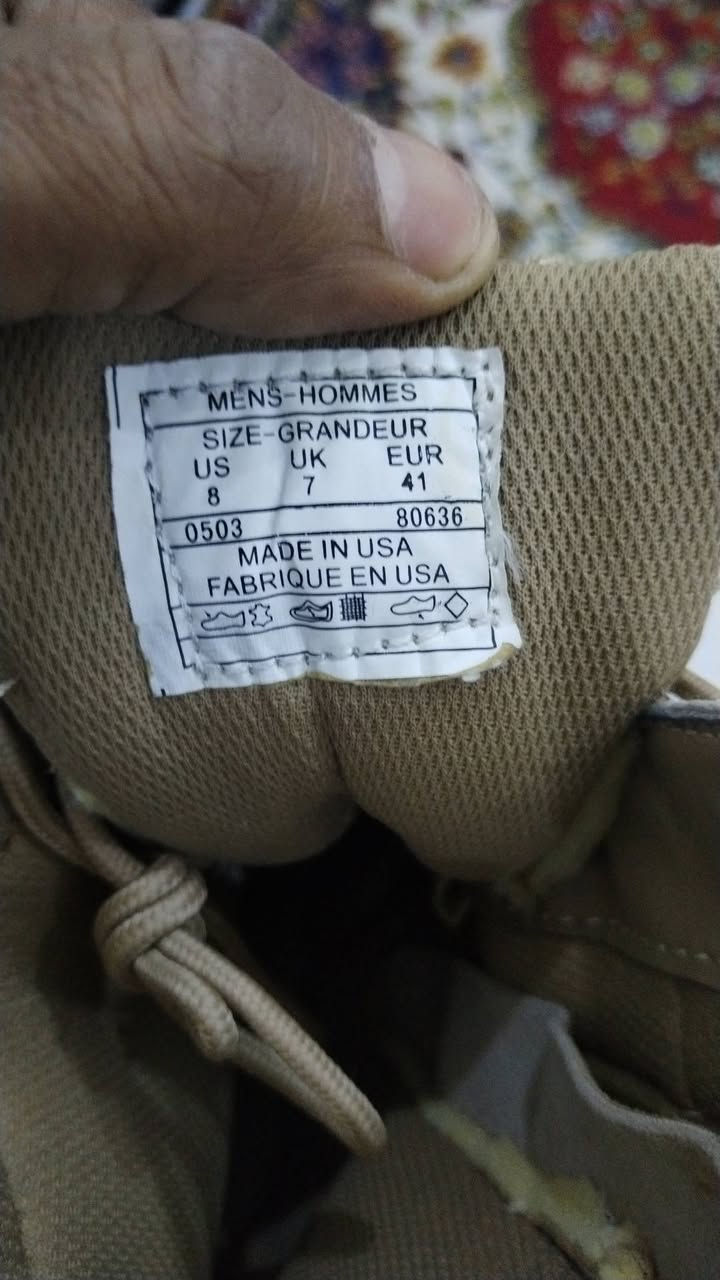 MENS-HOMMES
SIZE-GRANDEUR
US UK EUR
8 7 41
0503 80636
MADE IN USA
FABRIQUE EN USA